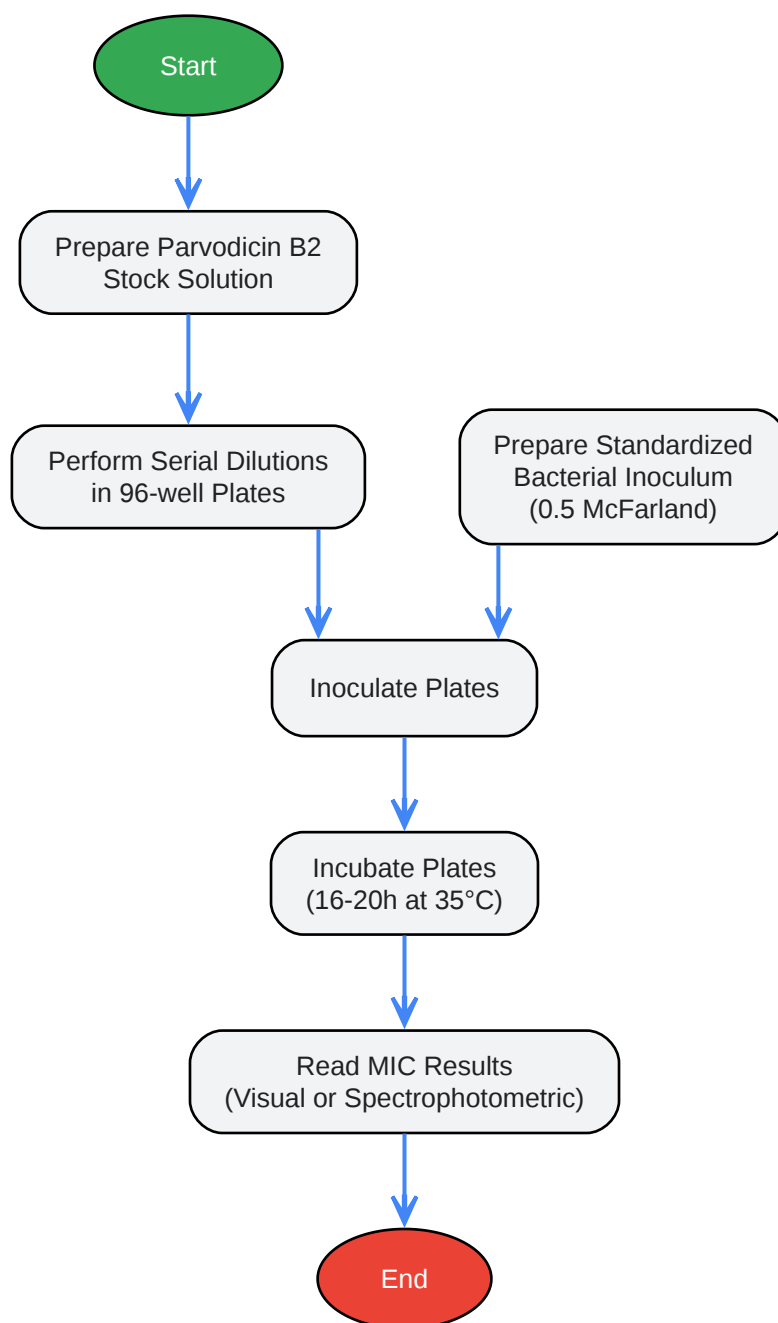 Start
Prepare Parvodicin B2
Stock Solution
Perform Serial Dilutions
in 96-well Plates
Prepare Standardized
Bacterial Inoculum
(0.5 McFarland)
Inoculate Plates
Incubate Plates
(16-20h at 35°C)
Read MIC Results
(Visual or Spectrophotometric)
End